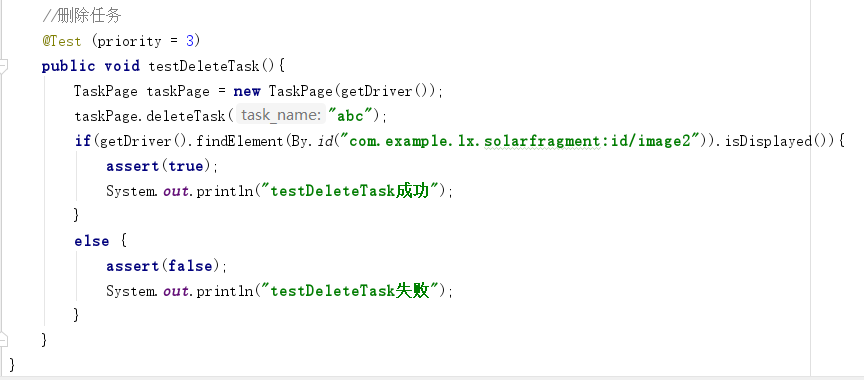 //删除任务
@Test (priority = 3)
public void testDeleteTask(){
TaskPage taskPage = new TaskPage(getDriver());
taskPage.deleteTask( task_name: "abc");
if(getDriver().findElement(By.id("com.example.lx.solarfragment:id/image2")).isDisplayed()){
assert(true);
System.out.println("testDeleteTask成功");
}
else {
assert(false);
System.out.println("testDeleteTask失败");
}
}
}